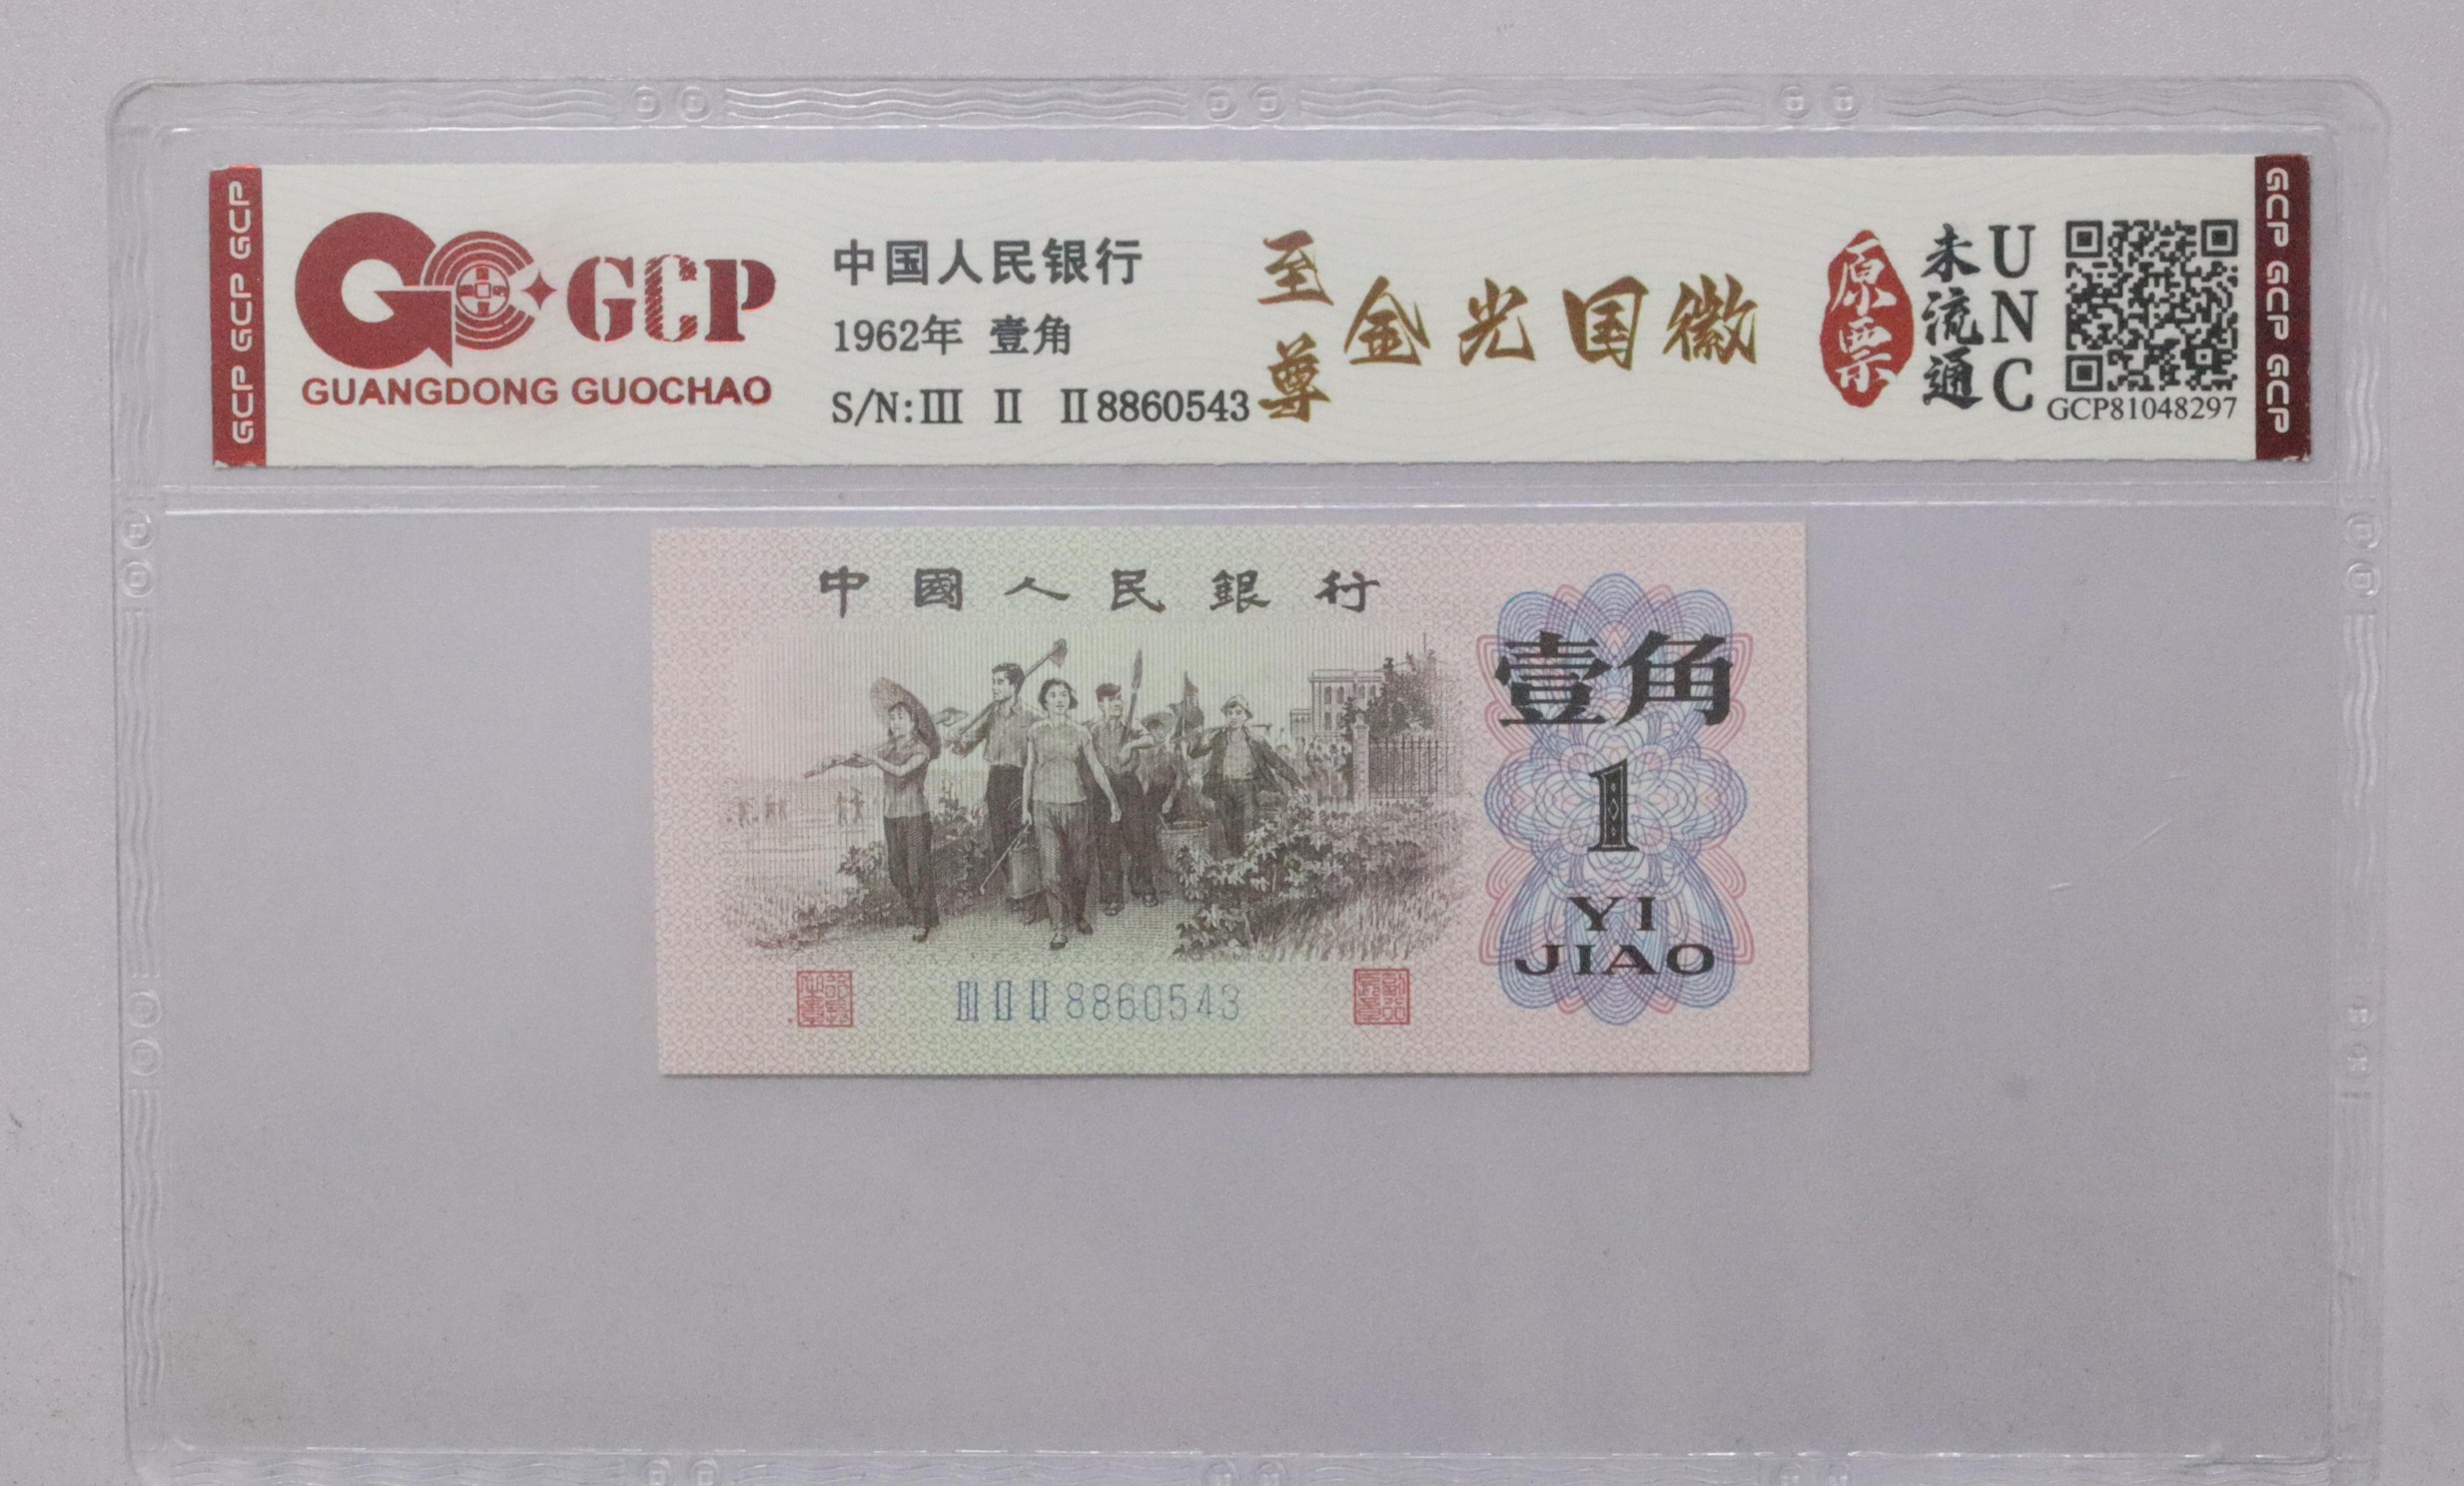 GCP GCP GCP
GCP
GUANGDONG GUOCHAO
中国人民银行
1962年 壹角
S/N:Ⅲ Ⅱ Ⅱ8860543
至尊
金光国徽
原票
未流通
UNC
GCP81048297
GCP GCP GCP
中國人民銀行
壹角
1
YI
JIAO
Ⅲ Ⅱ Ⅱ 8860543